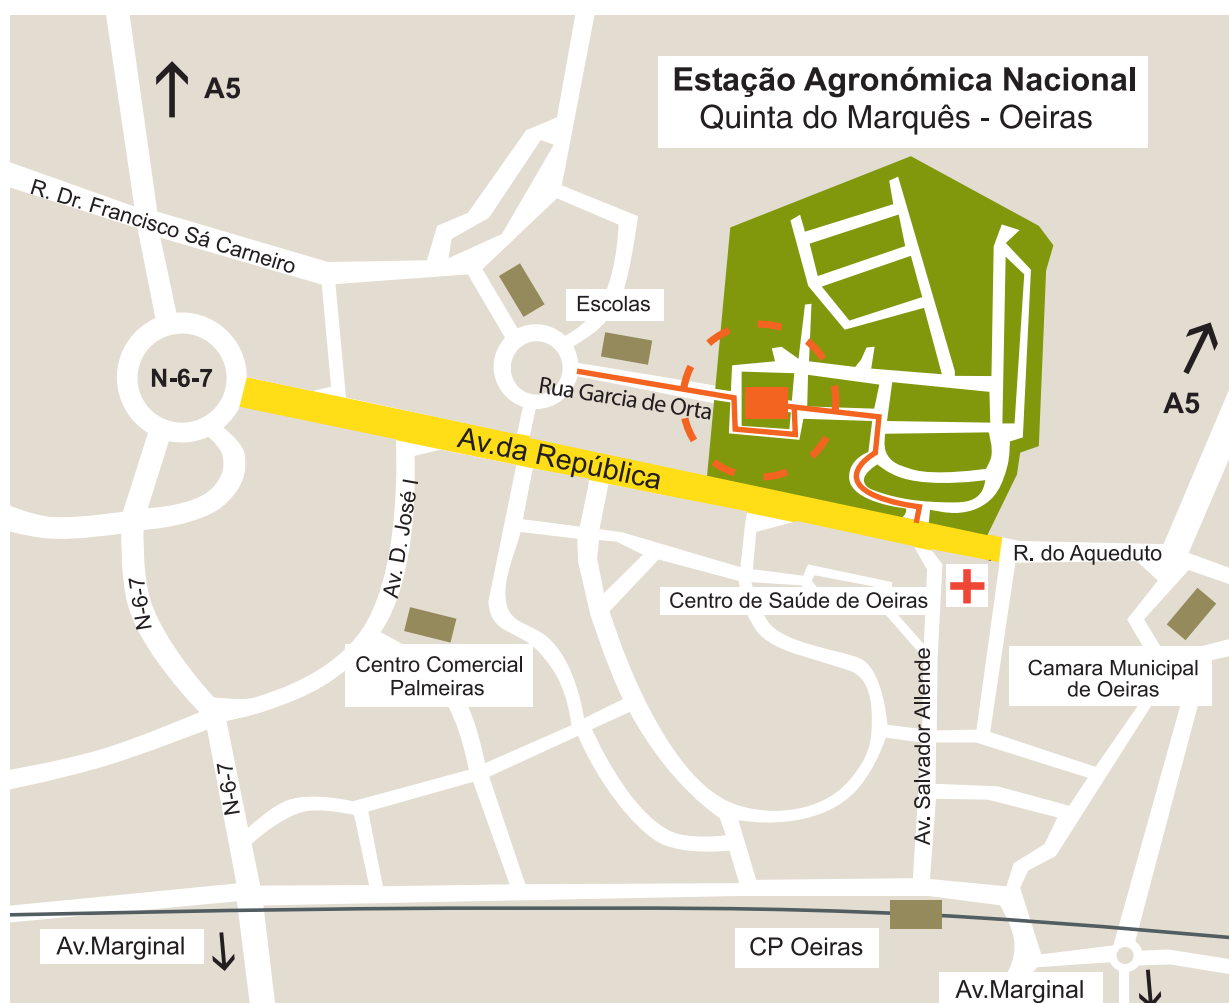 A5
Estação Agronómica Nacional
Quinta do Marquês - Oeiras
R. Dr. Francisco Sá Carneiro
Escolas
N-6-7
A5
Rua Garcia de Orta
Av.da República
Av. D. José I
R. do Aqueduto
N-6-7
Centro de Saúde de Oeiras
Centro Comercial
Palmeiras
Camara Municipal
de Oeiras
Av. Salvador Allende
N-6-7
Av.Marginal
CP Oeiras
Av.Marginal